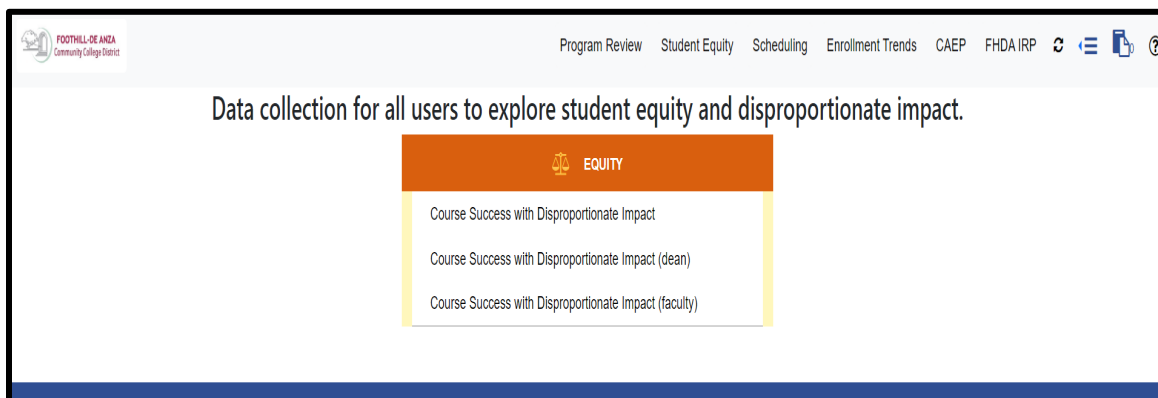 FOOTHILL-DE ANZA
Community College District
Program Review Student Equity Scheduling Enrollment Trends CAEP FHDA IRP
Data collection for all users to explore student equity and disproportionate impact.
EQUITY
Course Success with Disproportionate Impact
Course Success with Disproportionate Impact (dean)
Course Success with Disproportionate Impact (faculty)